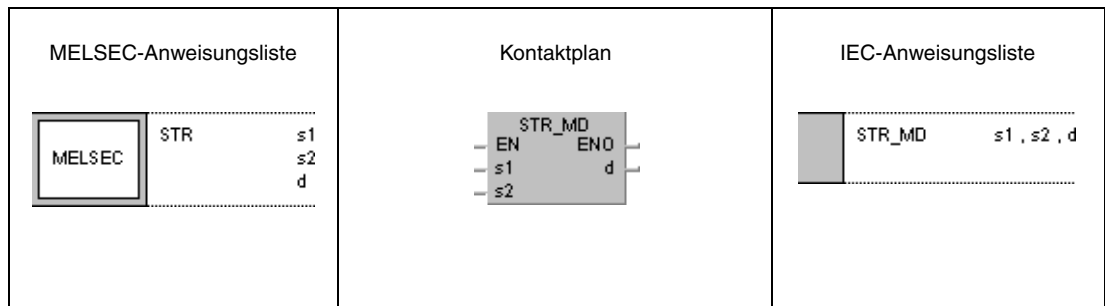 MELSEC-Anweisungsliste
MELSEC
STR s1
s2
d
Kontaktplan
STR_MD
EN ENO
s1 d
s2
IEC-Anweisungsliste
STR_MD s1 , s2 , d